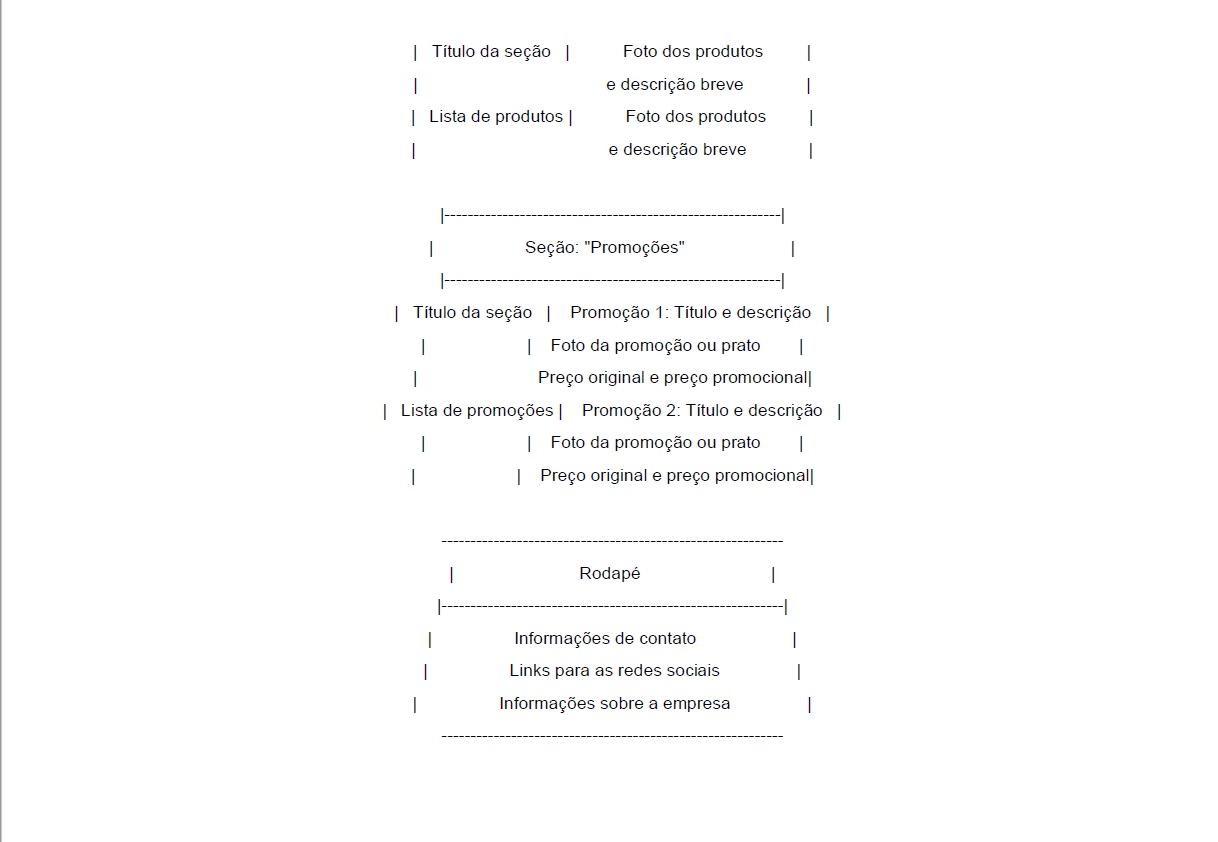 | Título da seção | Foto dos produtos |
| e descrição breve |
| Lista de produtos | Foto dos produtos |
| e descrição breve |
|----------------------------------------------------------|
| Seção: "Promoções" |
|----------------------------------------------------------|
| Título da seção | Promoção 1: Título e descrição |
| | Foto da promoção ou prato |
| Preço original e preço promocional|
| Lista de promoções | Promoção 2: Título e descrição |
| | Foto da promoção ou prato |
| | Preço original e preço promocional|
-----------------------------------------------------------
| Rodapé |
|-----------------------------------------------------------|
| Informações de contato |
| Links para as redes sociais |
| Informações sobre a empresa |
-----------------------------------------------------------